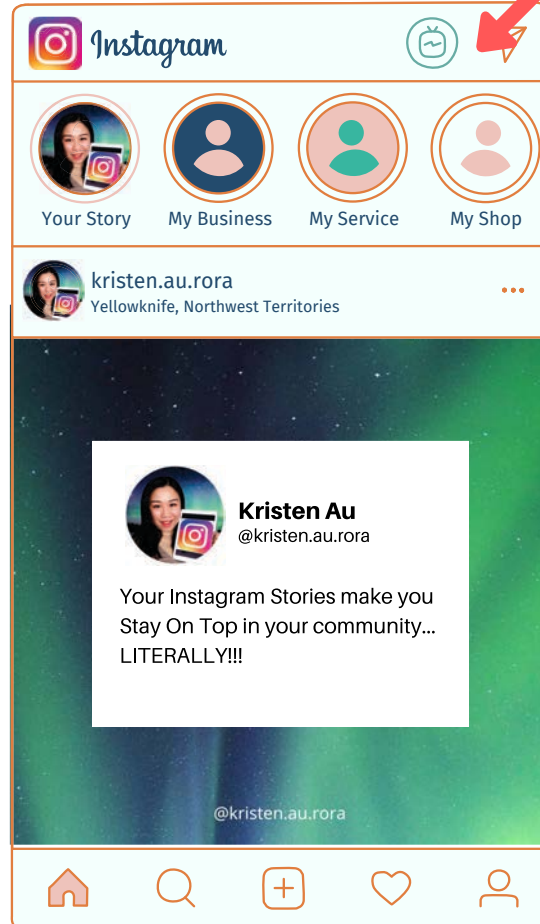 Instagram
Your Story
My Business
My Service
My Shop
kristen.au.rora
Yellowknife, Northwest Territories
Kristen Au
@kristen.au.rora
Your Instagram Stories make you
Stay On Top in your community...
LITERALLY!!!
@kristen.au.rora